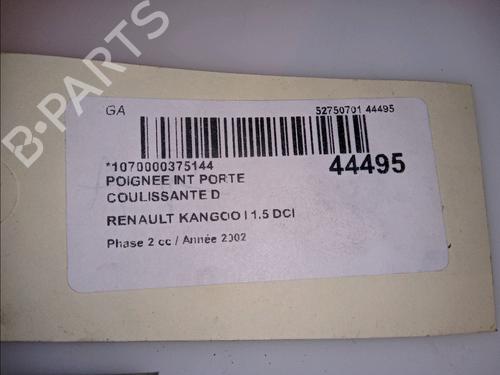 GA
52750701 44495
*1070000375144
44495
POIGNEE INT PORTE
COULISSANTE D
RENAULT KANGOO I 1.5 DCI
Phase 2 cc / Année 2002
B-PARTS